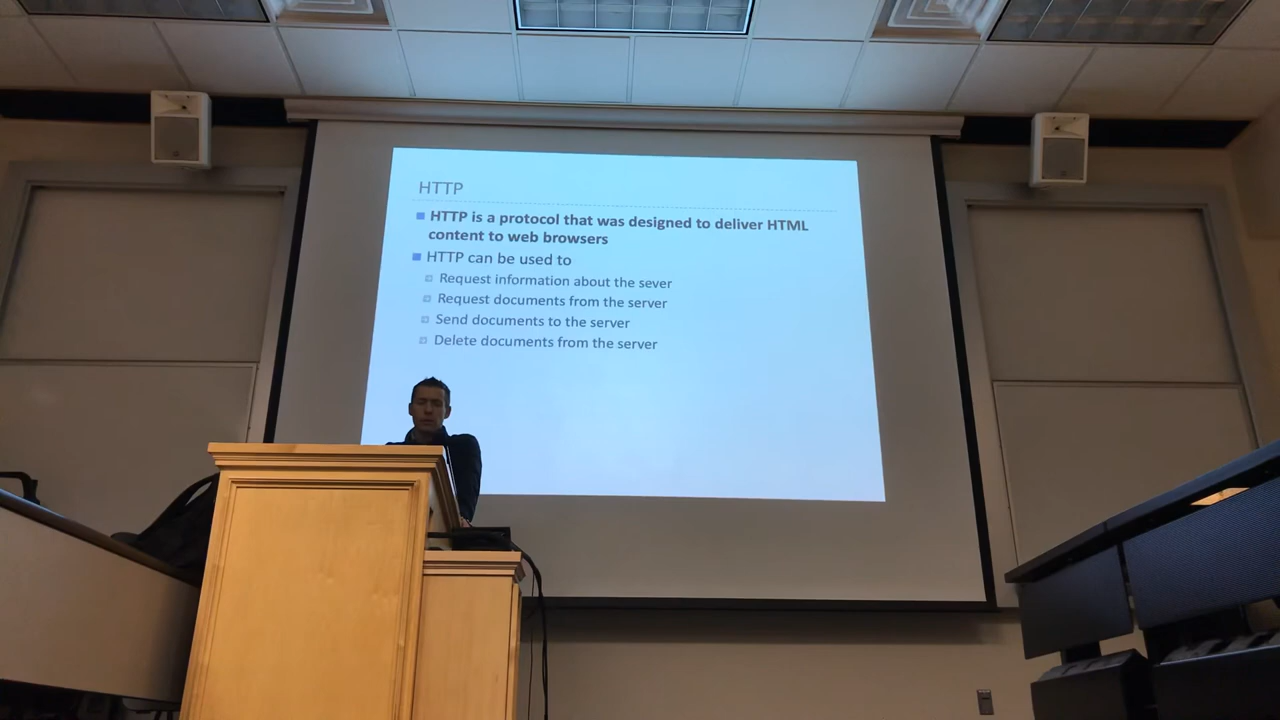 HTTP
HTTP is a protocol that was designed to deliver HTML
content to web browsers
HTTP can be used to
Request information about the sever
Request documents from the server
Send documents to the server
Delete documents from the server